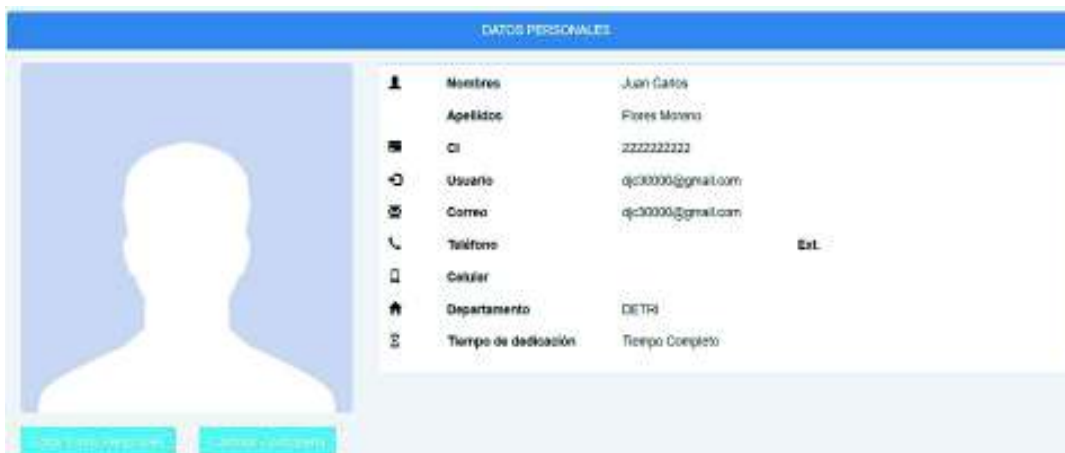 DATOS PERSONALES
Nombres Juan Carlos
Apellidos Flores Moreno
CI 2222222222
Usuario djc30000@gmail.com
Correo djc30000@gmail.com
Teléfono Ext.
Celular
Departamento DETRI
Tiempo de dedicación Tiempo Completo